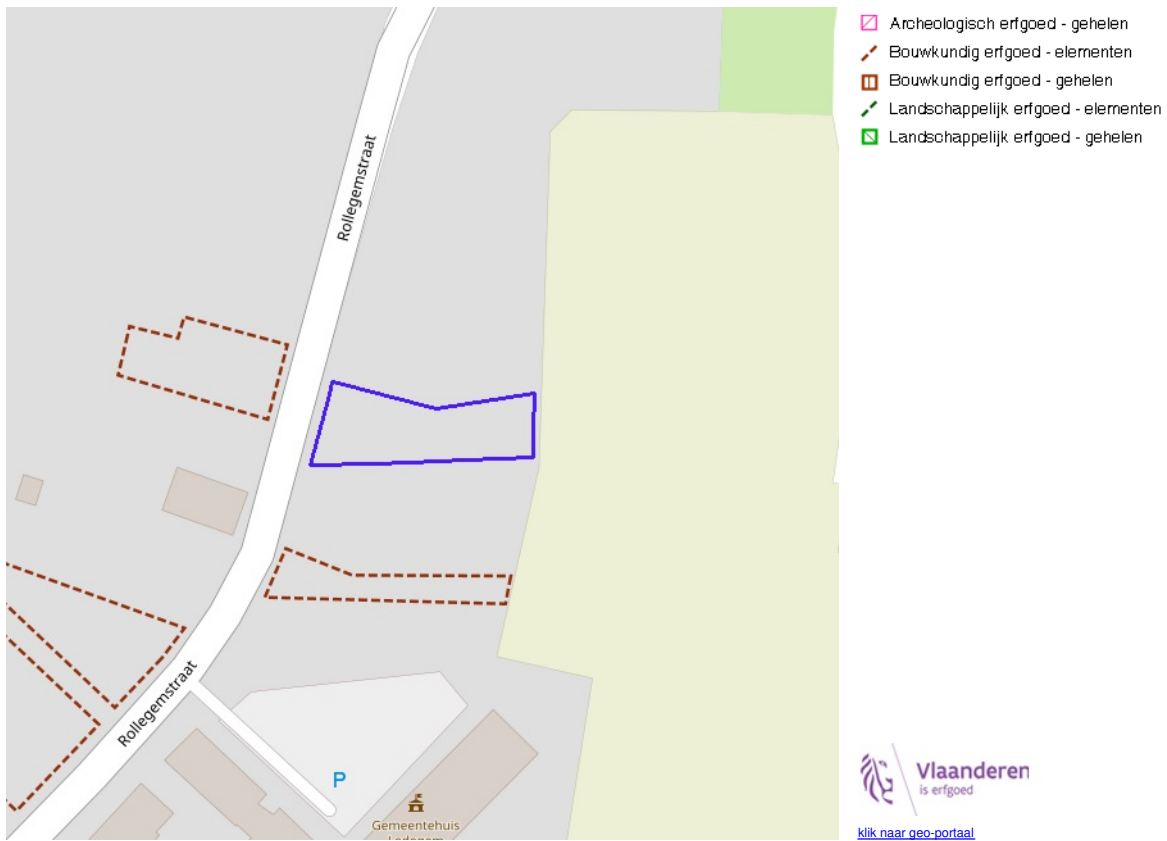 Rollegemstraat
Rollegemstraat
P
Gemeentehuis
Ledegem
Archeologisch erfgoed - gehelen
Bouwkundig erfgoed - elementen
Bouwkundig erfgoed - gehelen
Landschappelijk erfgoed - elementen
Landschappelijk erfgoed - gehelen
Vlaanderen
is erfgoed
klik naar geo-portaal